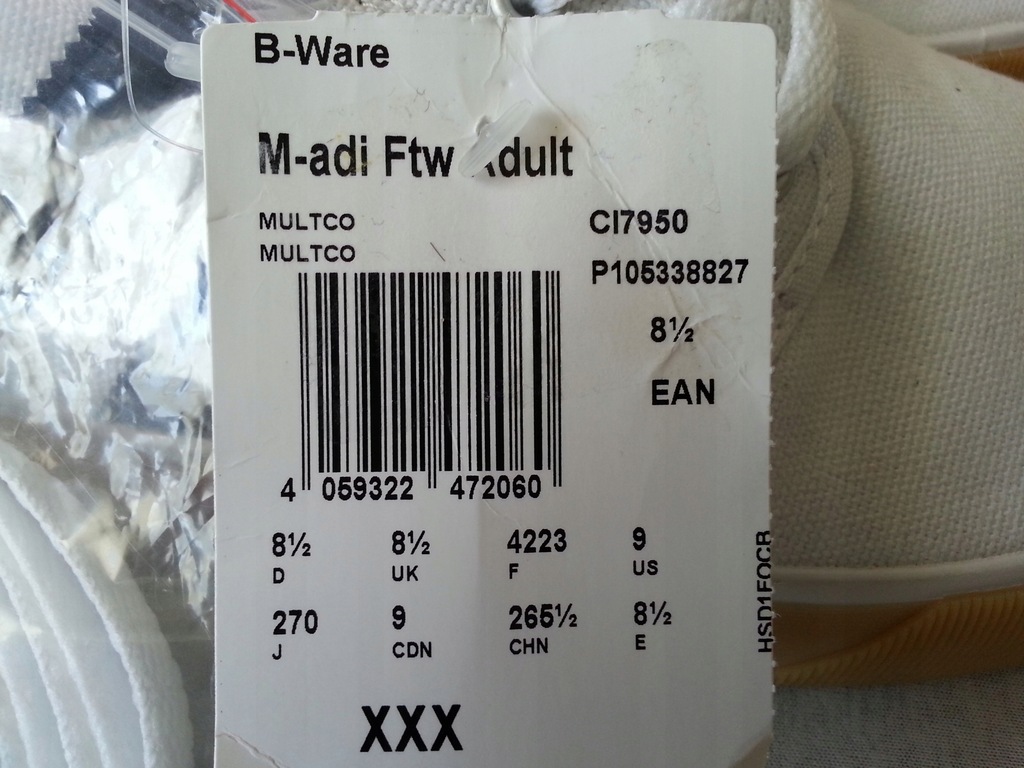 B-Ware
M-adi Ftw Adult
MULTCO
MULTCO
CI7950
P105338827
8½
EAN
4 059322 472060
8½ 8½ 4223 9
D UK F US
270 9 265½ 8½
J CDN CHN E
XXX
HSD1FOCB